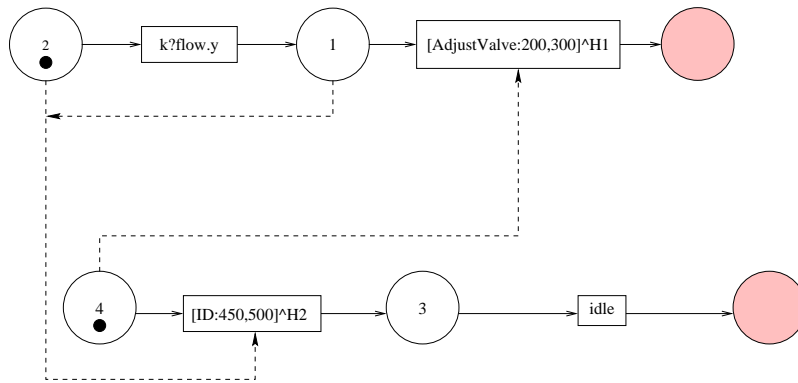 2
k?flow.y
1
[AdjustValve:200,300]^H1
4
[ID:450,500]^H2
3
idle